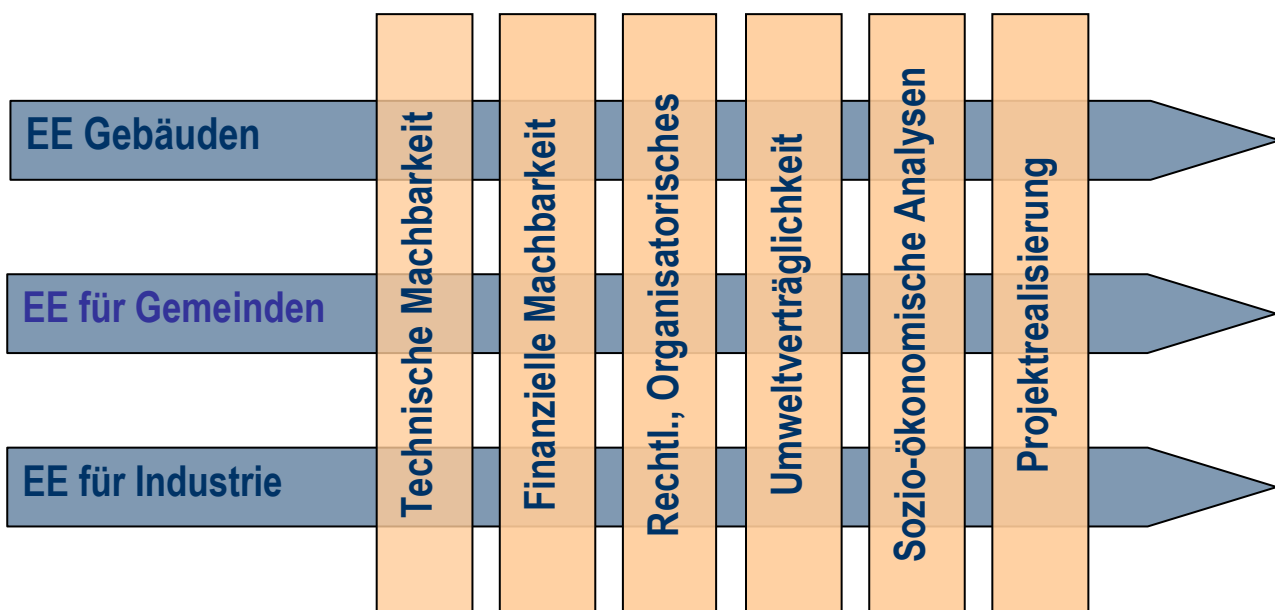 EE Gebäuden
EE für Gemeinden
EE für Industrie
Technische Machbarkeit
Finanzielle Machbarkeit
Rechtl., Organisatorisches
Umweltverträglichkeit
Sozio-ökonomische Analysen
Projektrealisierung